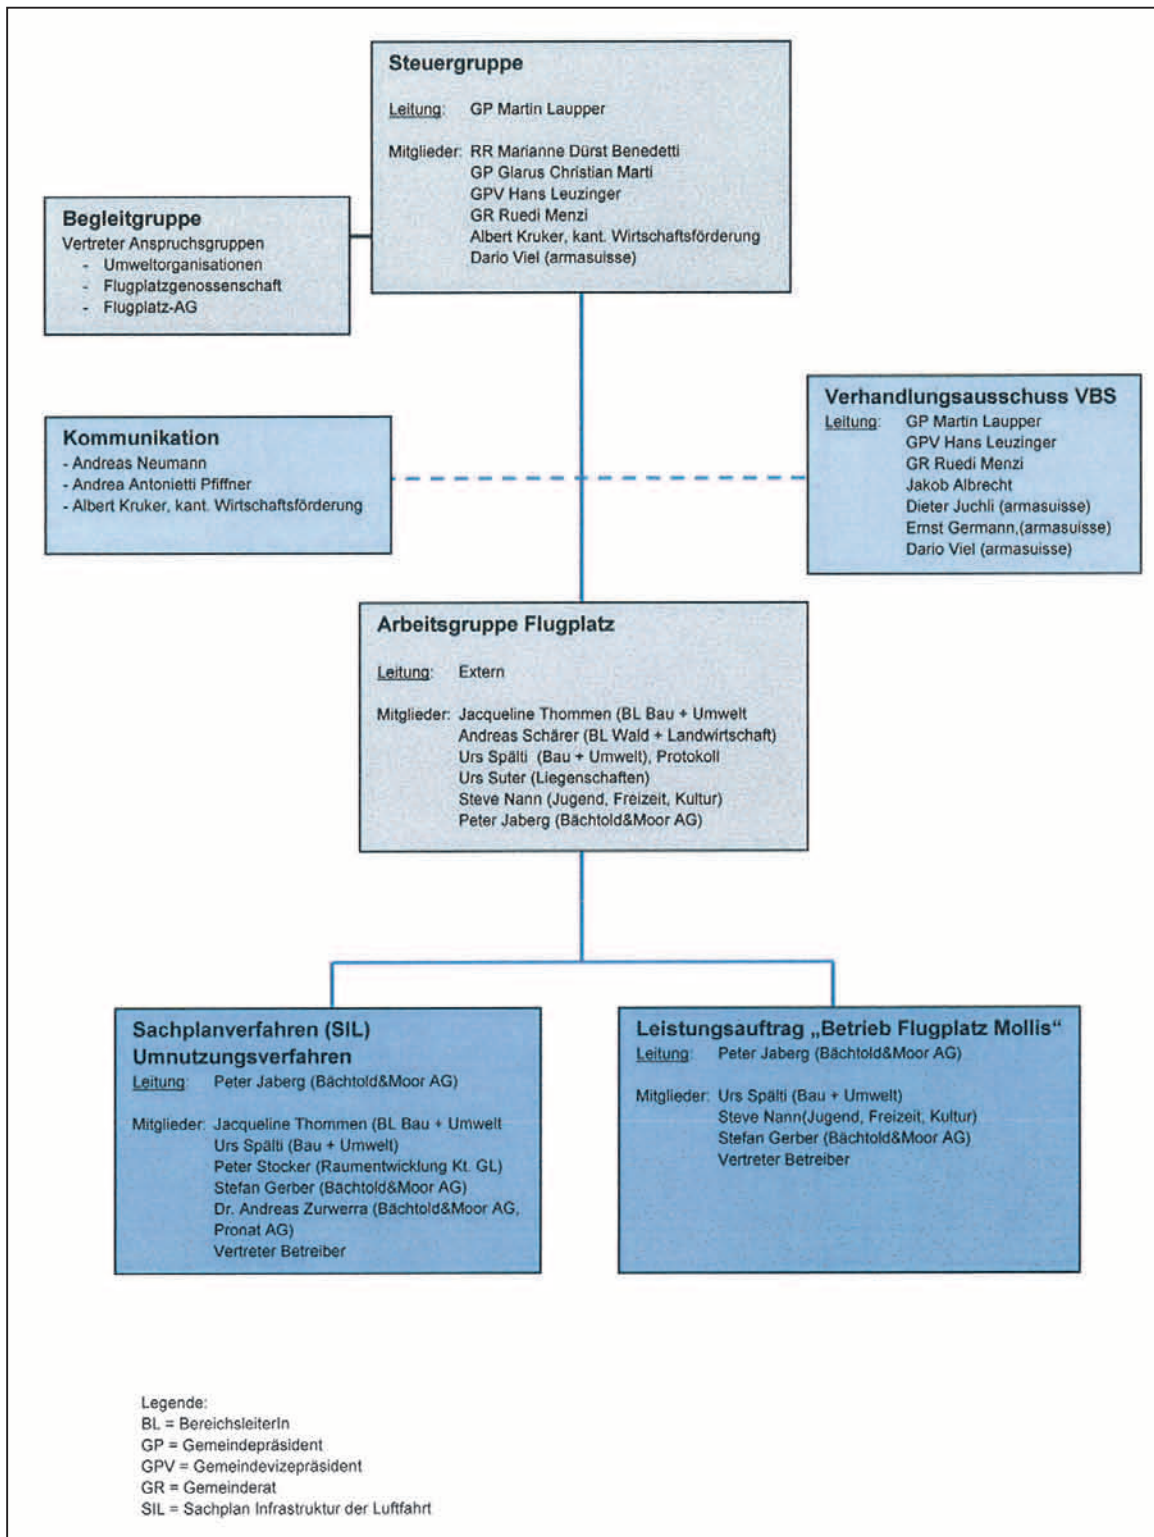 Steuergruppe
Leitung: GP Martin Laupper
Mitglieder: RR Marianne Dürst Benedetti
GP Glarus Christian Marti
GPV Hans Leuzinger
GR Ruedi Menzi
Albert Kruker, kant. Wirtschaftsförderung
Dario Viel (armasuisse)
Begleitgruppe
Vertreter Anspruchsgruppen
- Umweltorganisationen
- Flugplatzgenossenschaft
- Flugplatz-AG
Verhandlungsausschuss VBS
Leitung: GP Martin Laupper
GPV Hans Leuzinger
GR Ruedi Menzi
Jakob Albrecht
Dieter Juchli (armasuisse)
Ernst Germann,(armasuisse)
Dario Viel (armasuisse)
Kommunikation
- Andreas Neumann
- Andrea Antonietti Pfiffner
- Albert Kruker, kant. Wirtschaftsförderung
Arbeitsgruppe Flugplatz
Leitung: Extern
Mitglieder: Jacqueline Thommen (BL Bau + Umwelt
Andreas Schärer (BL Wald + Landwirtschaft)
Urs Spälti (Bau + Umwelt), Protokoll
Urs Suter (Liegenschaften)
Steve Nann (Jugend, Freizeit, Kultur)
Peter Jaberg (Bächtold&Moor AG)
Sachplanverfahren (SIL)
Umnutzungsverfahren
Leitung: Peter Jaberg (Bächtold&Moor AG)
Mitglieder: Jacqueline Thommen (BL Bau + Umwelt
Urs Spälti (Bau + Umwelt)
Peter Stocker (Raumentwicklung Kt. GL)
Stefan Gerber (Bächtold&Moor AG)
Dr. Andreas Zurwerra (Bächtold&Moor AG,
Pronat AG)
Vertreter Betreiber
Leistungsauftrag „Betrieb Flugplatz Mollis“
Leitung: Peter Jaberg (Bächtold&Moor AG)
Mitglieder: Urs Spälti (Bau + Umwelt)
Steve Nann(Jugend, Freizeit, Kultur)
Stefan Gerber (Bächtold&Moor AG)
Vertreter Betreiber
Legende:
BL = BereichsleiterIn
GP = Gemeindepräsident
GPV = Gemeindevizepräsident
GR = Gemeinderat
SIL = Sachplan Infrastruktur der Luftfahrt